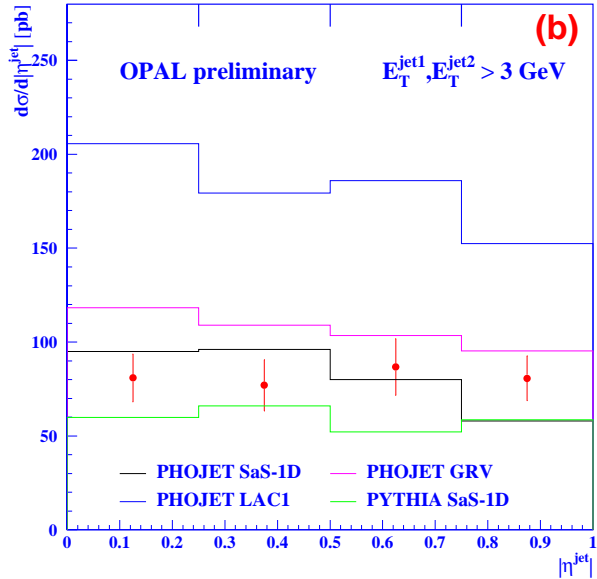 (b)
dσ/d|η^jet| [pb]
OPAL preliminary
E_T^jet1,E_T^jet2 > 3 GeV
250
200
150
100
50
0
PHOJET SaS-1D
PHOJET GRV
PHOJET LAC1
PYTHIA SaS-1D
0 0.1 0.2 0.3 0.4 0.5 0.6 0.7 0.8 0.9 1
|η^jet|